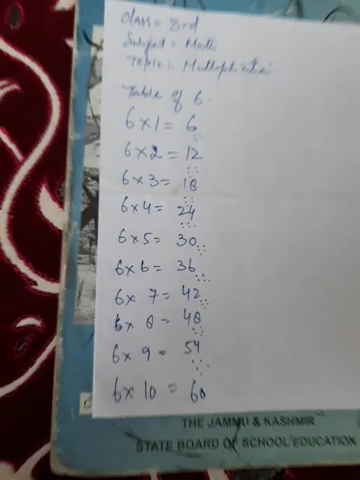 Class = 3rd
Subject = Math
Topic:- Multiplication
Table of 6
6x1= 6
6x2= 12
6x3= 18
6x4= 24
6x5= 30
6x6= 36
6x 7= 42
6x 8= 48
6x 9= 54
6x 10 = 60
THE JAMMU & KASHMIR
STATE BOARD OF SCHOOL EDUCATION